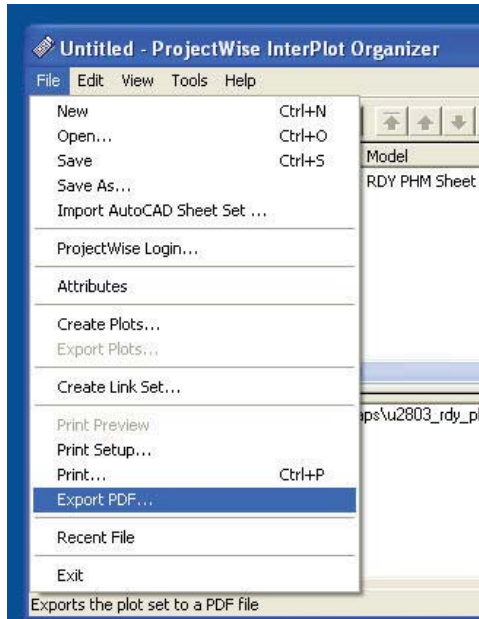 Untitled - ProjectWise InterPlot Organizer
File Edit View Tools Help
New Ctrl+N
Open... Ctrl+O
Save Ctrl+S
Save As...
Import AutoCAD Sheet Set ...
ProjectWise Login...
Attributes
Create Plots...
Export Plots...
Create Link Set...
Print Preview
Print Setup...
Print... Ctrl+P
Export PDF...
Recent File
Exit
Model
RDY PHM Sheet
aps\u2803_rdy_pl
Exports the plot set to a PDF file